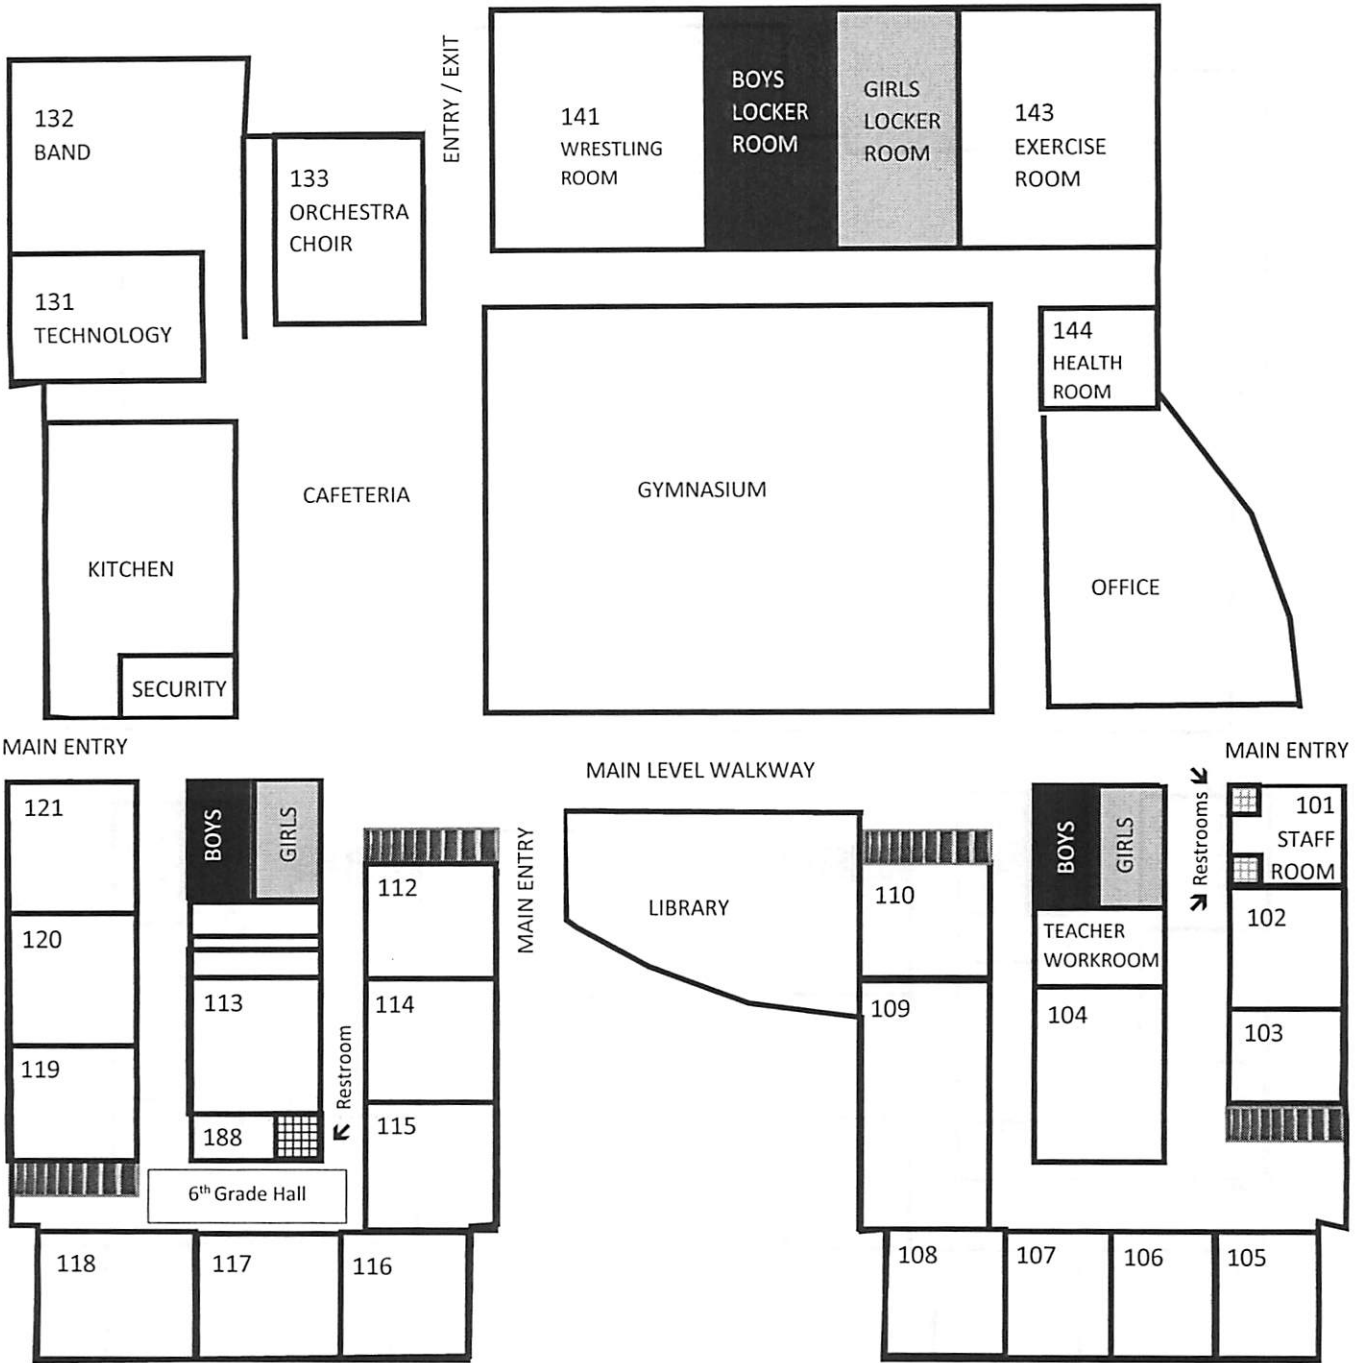 132
BAND
133
ORCHESTRA
CHOIR
131
TECHNOLOGY
ENTRY / EXIT
141
WRESTLING
ROOM
BOYS
LOCKER
ROOM
GIRLS
LOCKER
ROOM
143
EXERCISE
ROOM
144
HEALTH
ROOM
KITCHEN
SECURITY
CAFETERIA
GYMNASIUM
OFFICE
MAIN ENTRY
MAIN LEVEL WALKWAY
MAIN ENTRY
121
120
119
BOYS
GIRLS
113
188
Restroom
6th Grade Hall
112
114
115
MAIN ENTRY
118
117
116
LIBRARY
110
109
BOYS
GIRLS
TEACHER
WORKROOM
104
Restrooms
101
STAFF
ROOM
102
103
108
107
106
105